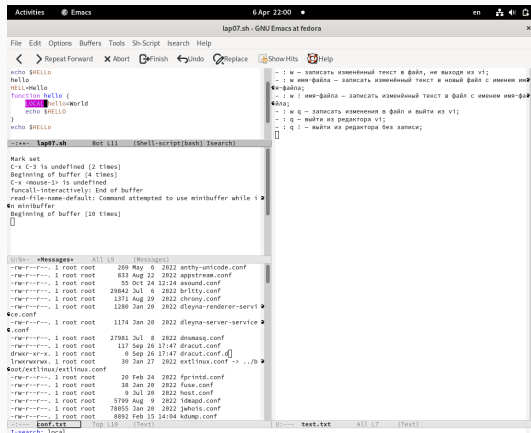 Activities Emacs 6 Apr 22:00 en
lap07.sh - GNU Emacs at fedora
File Edit Options Buffers Tools Sh-Script Isearch Help
Repeat Forward Abort Finish Undo Replace Show Hits Help
echo $HELLo
hello
HELL=Hello
function hello {
LOCAL hello=World
echo $HELLO
}
echo $HELLO
-:**- lap07.sh Bot L11 (Shell-script[bash] Isearch)
Mark set
C-x C-3 is undefined [2 times]
Beginning of buffer [4 times]
C-x <mouse-1> is undefined
funcall-interactively: End of buffer
read-file-name-default: Command attempted to use minibuffer while i
n minibuffer
Beginning of buffer [10 times]
U:%*- *Messages* All L9 (Messages)
-rw-r--r--. 1 root root 269 May 6 2022 anthy-unicode.conf
-rw-r--r--. 1 root root 833 Aug 22 2022 appstream.conf
-rw-r--r--. 1 root root 55 Oct 24 12:24 asound.conf
-rw-r--r--. 1 root root 29842 Jul 6 2022 brltty.conf
-rw-r--r--. 1 root root 1371 Aug 29 2022 chrony.conf
-rw-r--r--. 1 root root 1280 Jan 20 2022 dleyna-renderer-servi
ce.conf
-rw-r--r--. 1 root root 1174 Jan 20 2022 dleyna-server-service
.conf
-rw-r--r--. 1 root root 27981 Jul 8 2022 dnsmasq.conf
-rw-r--r--. 1 root root 117 Sep 26 17:47 dracut.conf
drwxr-xr-x. 1 root root 0 Sep 26 17:47 dracut.conf.d
lrwxrwxrwx. 1 root root 30 Jan 27 2022 extlinux.conf -> ../b
oot/extlinux/extlinux.conf
-rw-r--r--. 1 root root 20 Feb 24 2022 fprintd.conf
-rw-r--r--. 1 root root 38 Jan 20 2022 fuse.conf
-rw-r--r--. 1 root root 9 Jul 20 2022 host.conf
-rw-r--r--. 1 root root 5799 Aug 9 2022 idmapd.conf
-rw-r--r--. 1 root root 78055 Jan 20 2022 jwhois.conf
-rw-r--r--. 1 root root 8892 Feb 15 14:04 kdump.conf
-:--- conf.txt Top L10 (Text)
I-search: local
- : w — записать изменённый текст в файл, не выходя из vi;
- : w имя-файла — записать изменённый текст в новый файл с именем им
я-файла;
- : w ! имя-файла — записать изменённый текст в файл с именем имя-фа
йла;
- : w q — записать изменения в файл и выйти из vi;
- : q — выйти из редактора vi;
- : q ! — выйти из редактора без записи;
U:--- text.txt All L7 (Text)